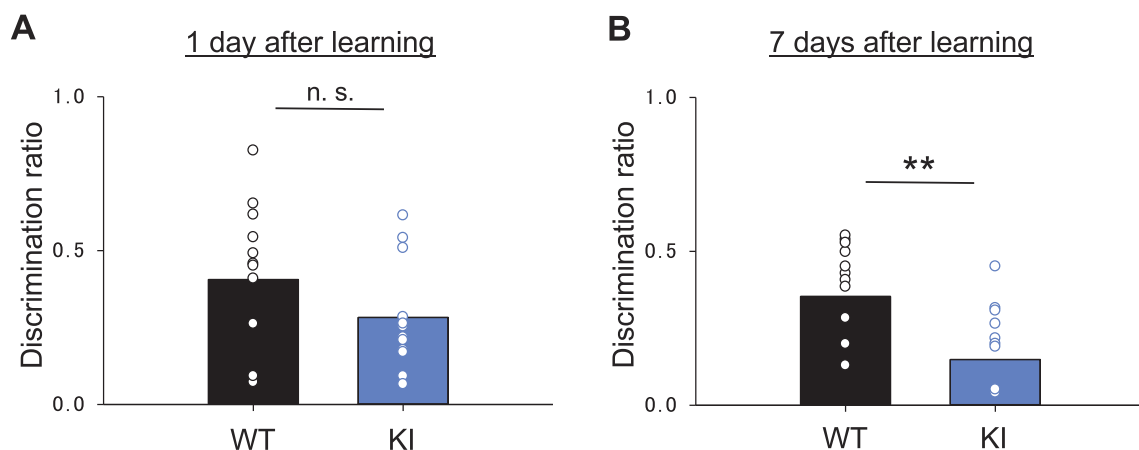 A
1 day after learning
1.0
0.5
0.0
Discrimination ratio
n. s.
WT
KI
B
7 days after learning
1.0
0.5
0.0
Discrimination ratio
**
WT
KI